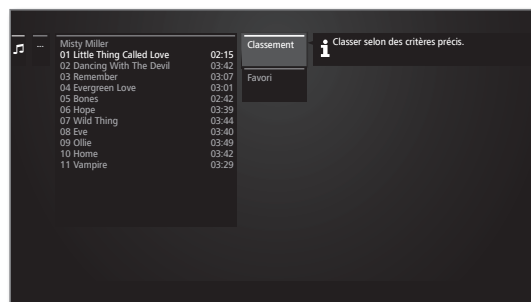 ...
Misty Miller
01 Little Thing Called Love 02:15
02 Dancing With The Devil 03:42
03 Remember 03:07
04 Evergreen Love 03:01
05 Bones 02:42
06 Hope 03:39
07 Wild Thing 03:44
08 Eve 03:40
09 Ollie 03:49
10 Home 03:42
11 Vampire 03:29
Classement
Favori
i Classer selon des critères précis.